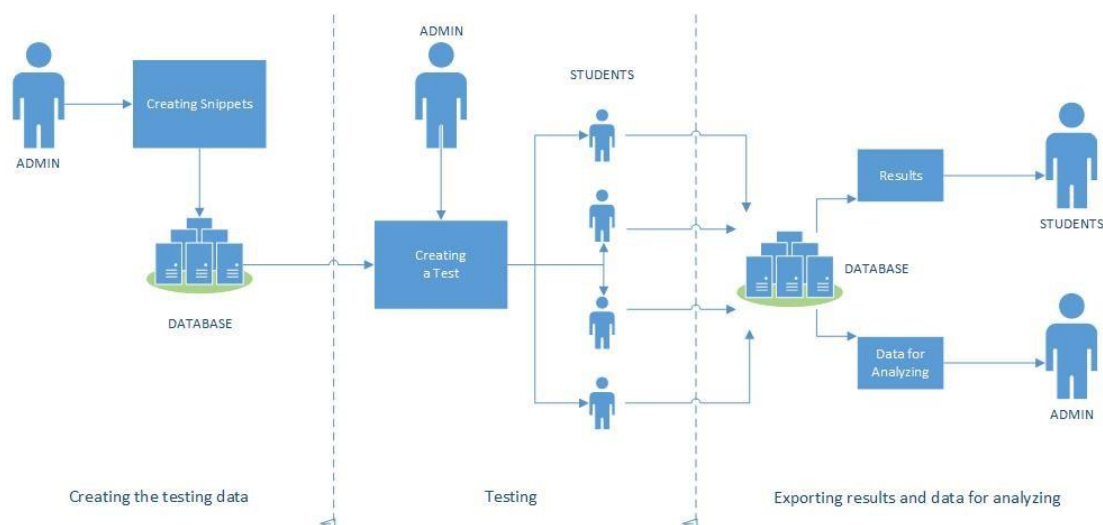 ADMIN
Creating Snippets
DATABASE
Creating the testing data
ADMIN
STUDENTS
Creating
a Test
Testing
DATABASE
Results
STUDENTS
Data for
Analyzing
ADMIN
Exporting results and data for analyzing